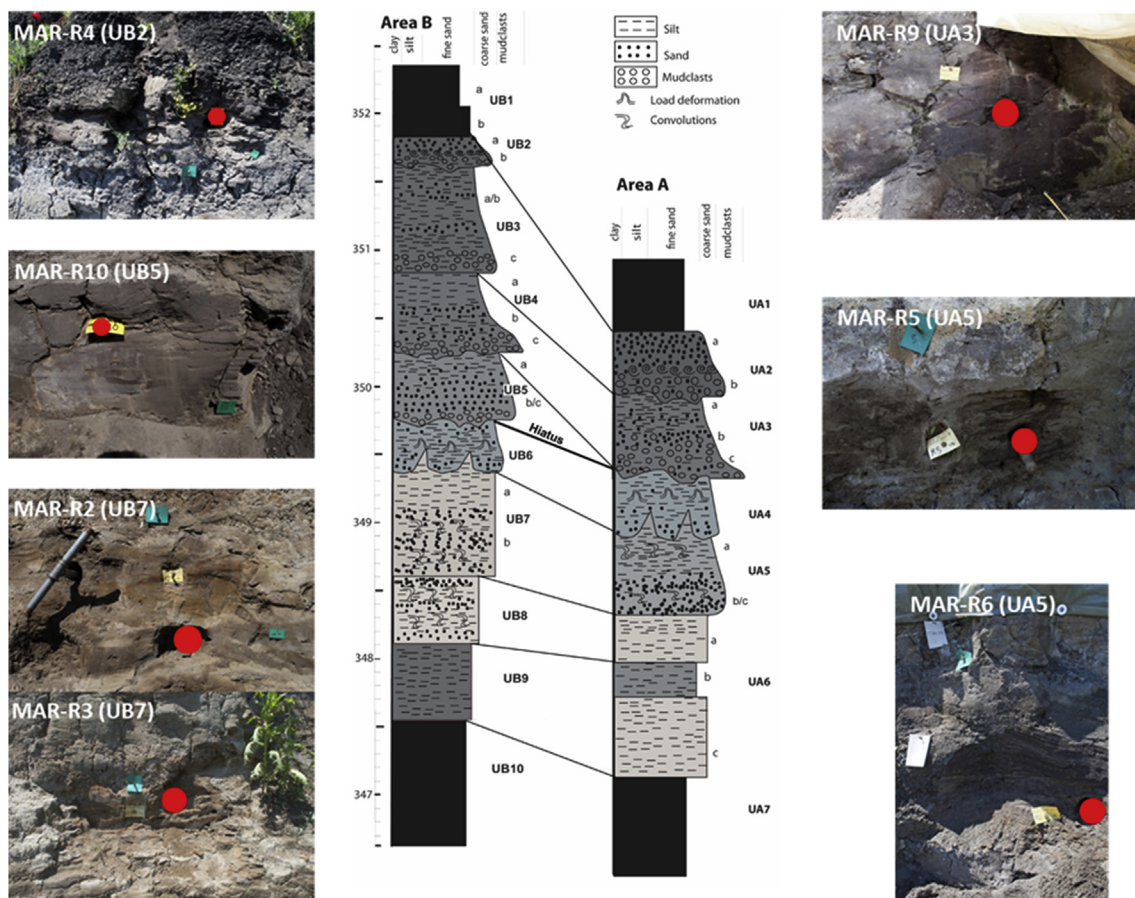 MAR-R4 (UB2)
MAR-R10 (UB5)
MAR-R2 (UB7)
MAR-R3 (UB7)
Area B
clay
silt
fine sand
coarse sand
mudclasts
352
351
350
349
348
347
a
UB1
b
a
UB2
b
a/b
UB3
c
a
UB4
b
c
a
UB5
b/c
Hiatus
UB6
a
UB7
b
UB8
UB9
UB10
Silt
Sand
Mudclasts
Load deformation
Convolutions
Area A
clay
silt
fine sand
coarse sand
mudclasts
UA1
a
UA2
b
a
UA3
b
c
UA4
a
UA5
b/c
a
b
UA6
c
UA7
MAR-R9 (UA3)
MAR-R5 (UA5)
5
MAR-R6 (UA5)